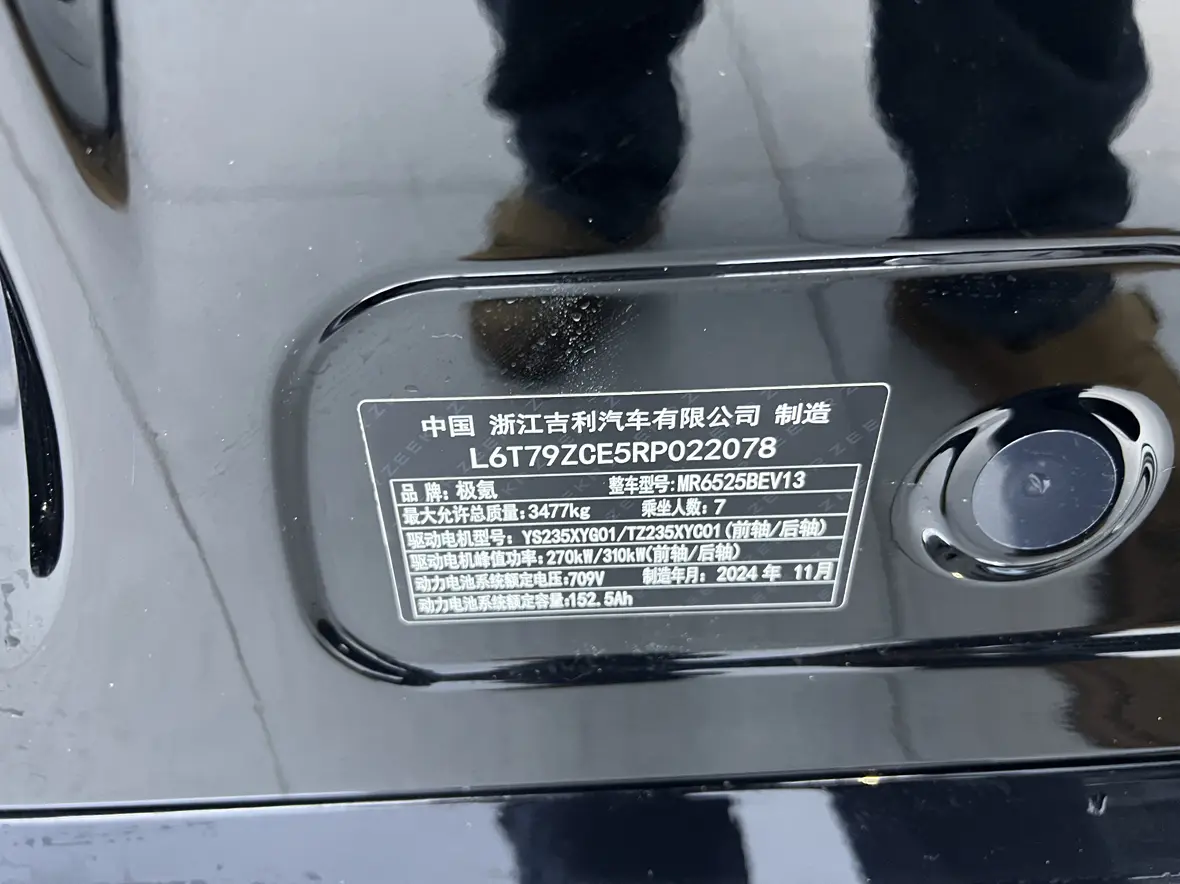 中国 浙江吉利汽车有限公司 制造
L6T79ZCE5RP022078
品牌:极氪 整车型号:MR6525BEV13
最大允许总质量:3477kg 乘坐人数:7
驱动电机型号: YS235XYG01/TZ235XYC01(前轴/后轴)
驱动电机峰值功率:270kW/310kW(前轴/后轴)
动力电池系统额定电压:709V 制造年月: 2024 年 11月
动力电池系统额定容量:152.5Ah